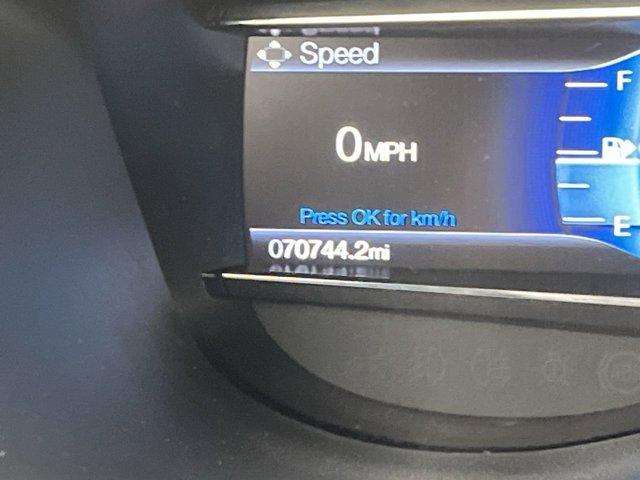 Speed
F
0MPH
Press OK for km/h
E
070744.2mi